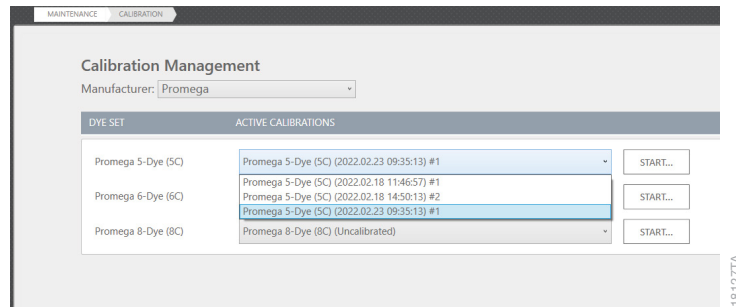 MAINTENANCE CALIBRATION
Calibration Management
Manufacturer: Promega
DYE SET ACTIVE CALIBRATIONS
Promega 5-Dye (5C) Promega 5-Dye (5C) (2022.02.23 09:35:13) #1 START...
Promega 5-Dye (5C) (2022.02.18 11:46:57) #1
Promega 6-Dye (6C) Promega 5-Dye (5C) (2022.02.18 14:50:13) #2 START...
Promega 5-Dye (5C) (2022.02.23 09:35:13) #1
Promega 8-Dye (8C) Promega 8-Dye (8C) (Uncalibrated) START...